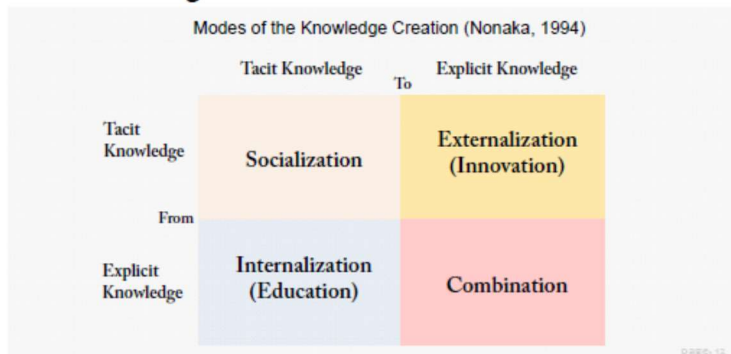 Modes of the Knowledge Creation (Nonaka, 1994)
Tacit Knowledge
To
Explicit Knowledge
Tacit
Knowledge
Socialization
Externalization
(Innovation)
From
Explicit
Knowledge
Internalization
(Education)
Combination